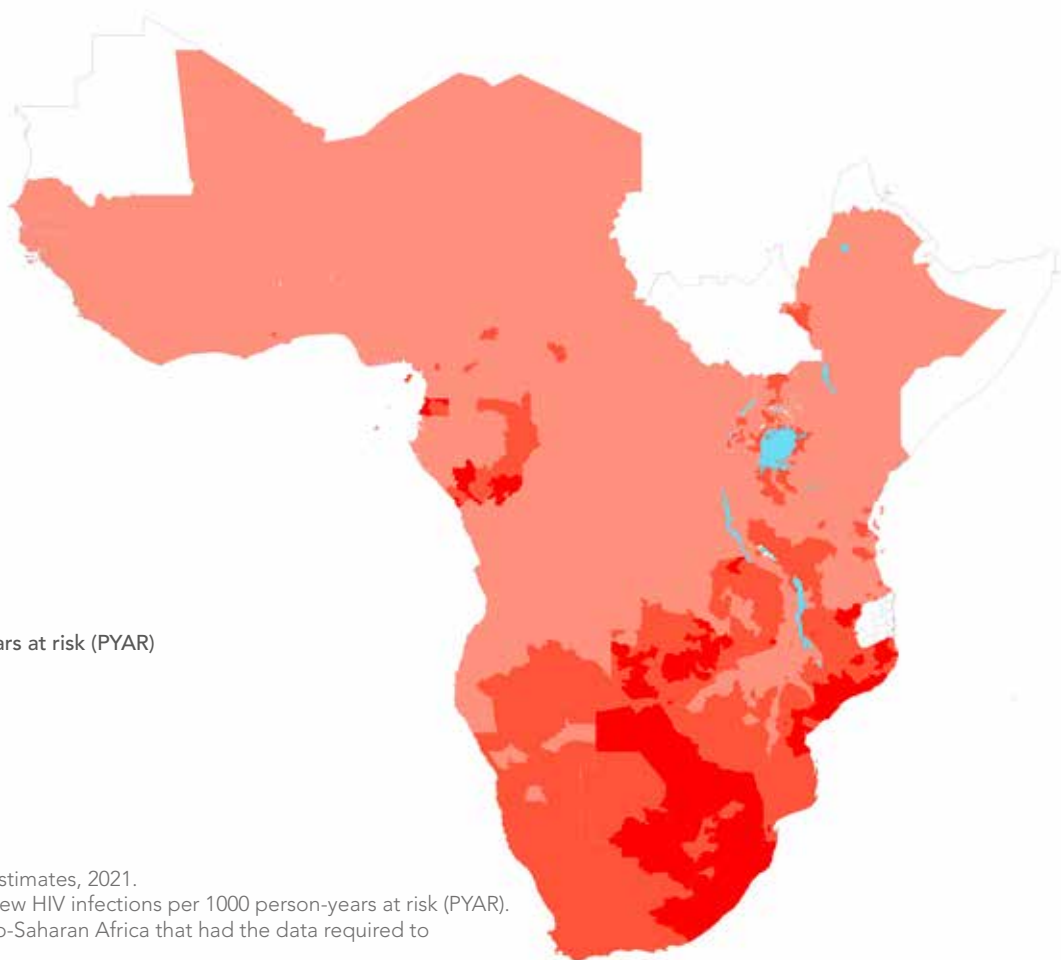 rs at risk (PYAR)
stimates, 2021.
ew HIV infections per 1000 person-years at risk (PYAR).
o-Saharan Africa that had the data required to